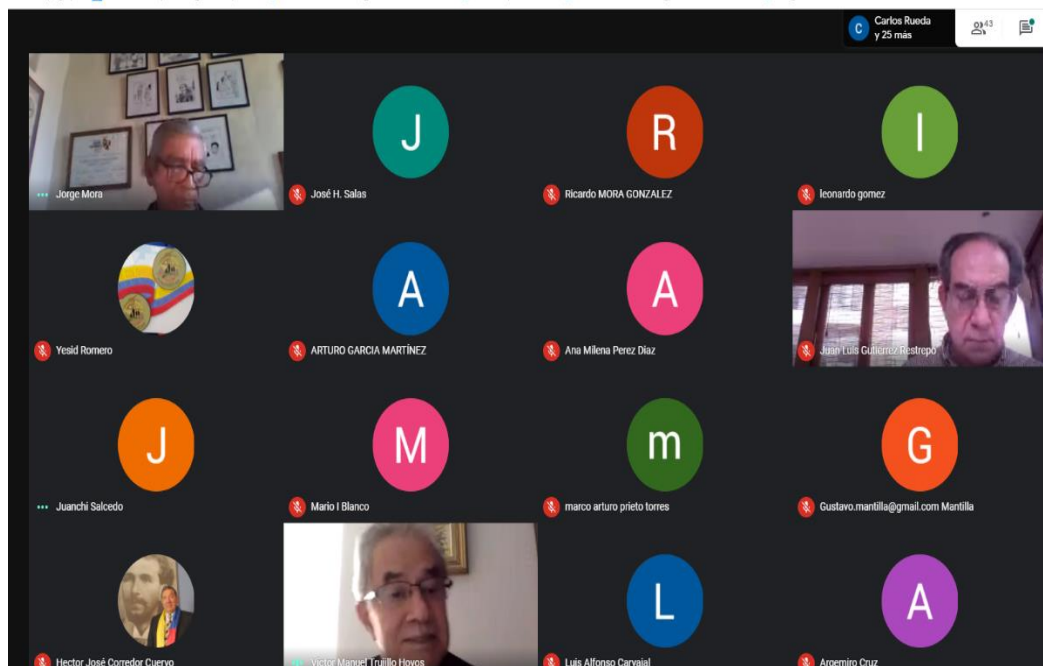 C
Carlos Rueda
y 25 más
43
Jorge Mora
J
José H. Salas
R
Ricardo MORA GONZALEZ
l
leonardo gomez
Yesid Romero
A
ARTURO GARCIA MARTÍNEZ
A
Ana Milena Perez Diaz
Juan Luis Gutierrez Restrepo
J
Juanchi Salcedo
M
Mario I Blanco
m
marco arturo prieto torres
G
Gustavo.mantilla@gmail.com Mantilla
Hector José Corredor Cuervo
Victor Manuel Trujillo Hoyos
L
Luis Alfonso Carvajal
A
Argemiro Cruz